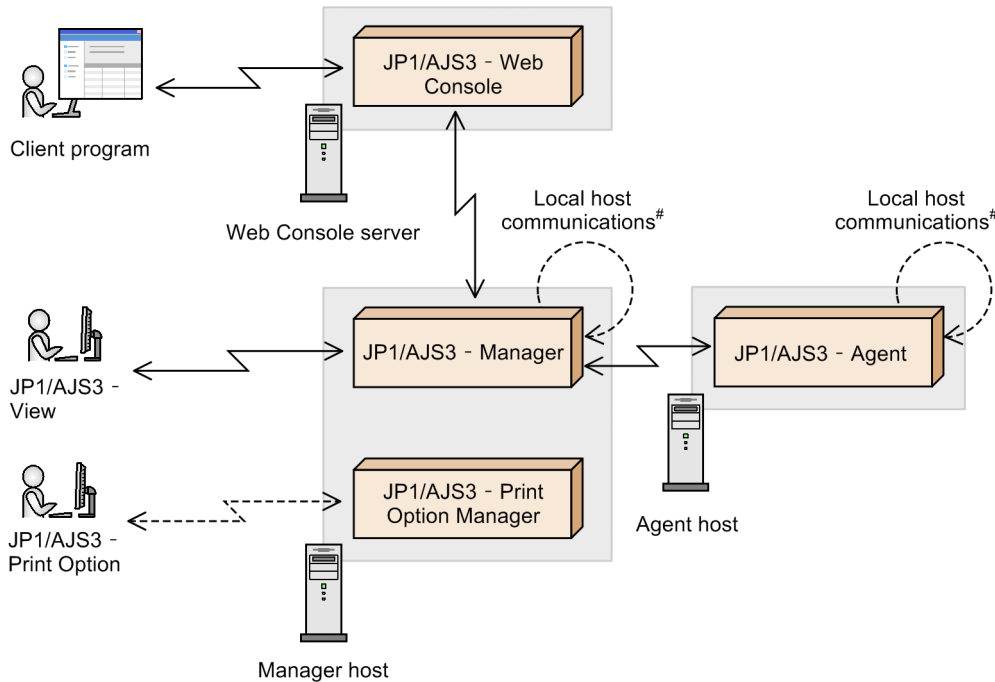 JP1/AJS3 - Web
Console
Client program
Web Console server
Local host
communications#
Local host
communications#
JP1/AJS3 - Manager
JP1/AJS3 - Agent
JP1/AJS3 -
View
JP1/AJS3 - Print
Option Manager
Agent host
JP1/AJS3 -
Print Option
Manager host